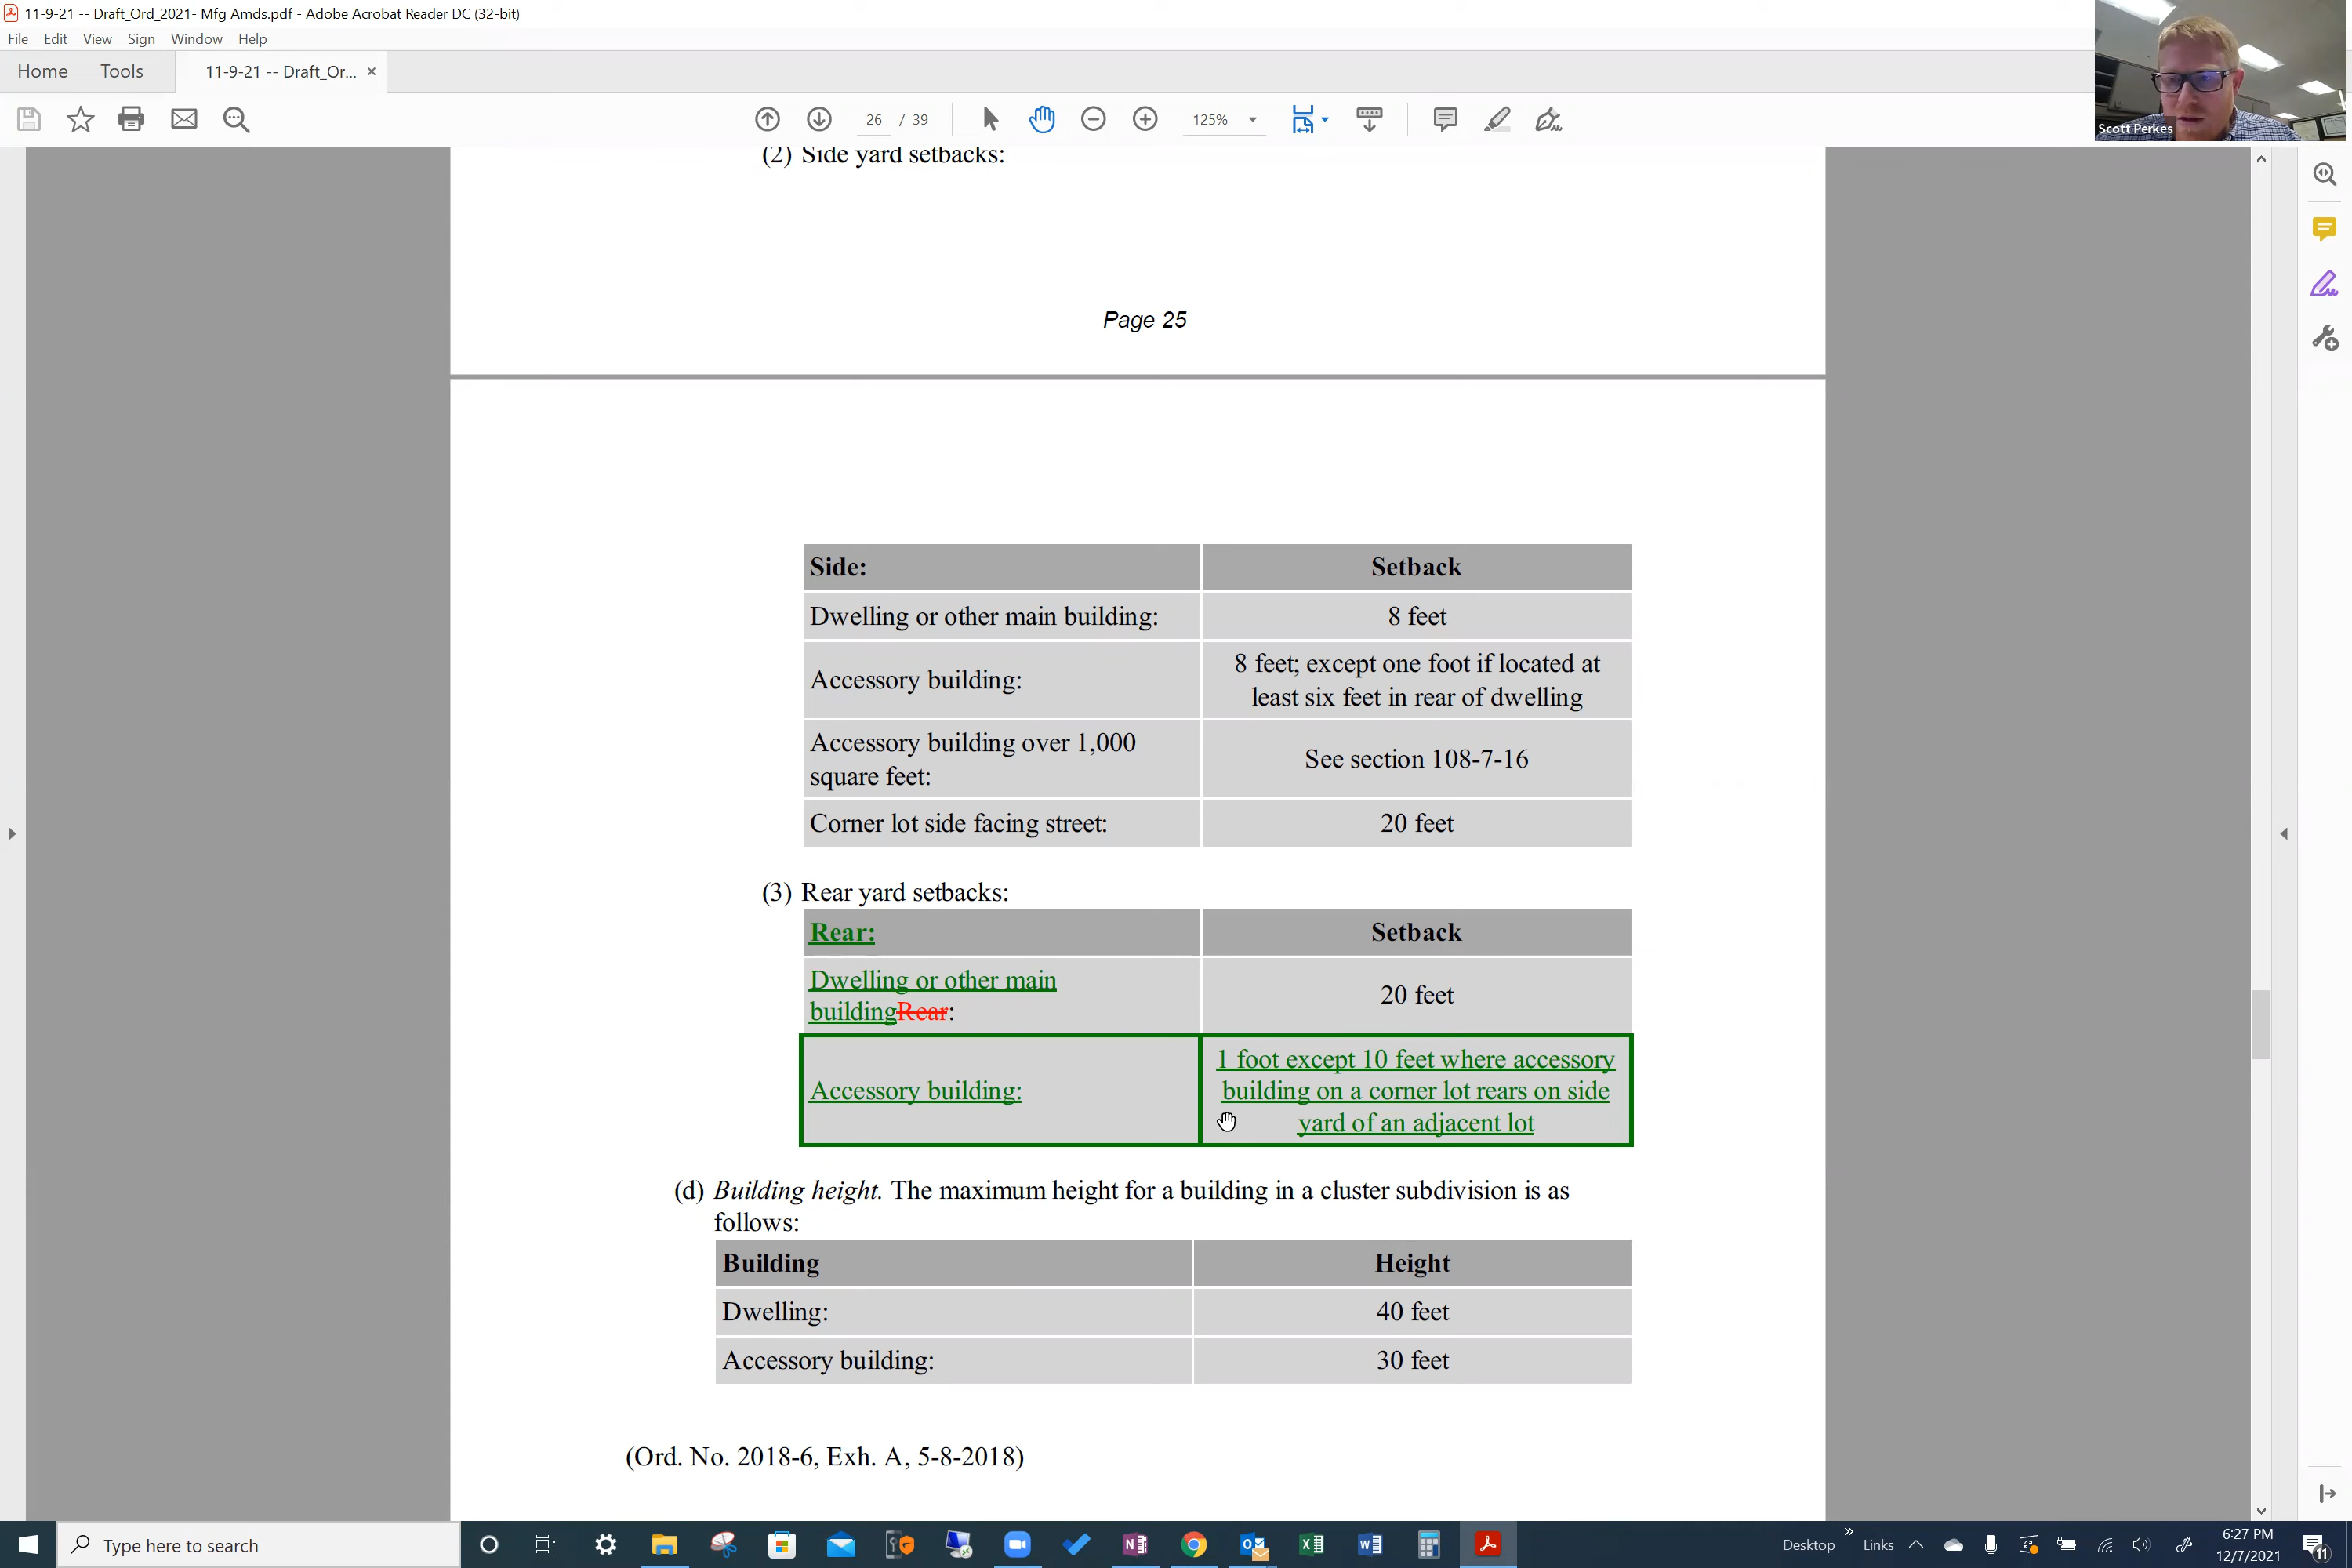 11-9-21 -- Draft_Ord_2021- Mfg Amds.pdf - Adobe Acrobat Reader DC (32-bit)
File Edit View Sign Window Help
Home Tools 11-9-21 -- Draft_Or... ×
26 / 39 125%
Scott Perkes
(2) Side yard setbacks:
Page 25
Side: Setback
Dwelling or other main building: 8 feet
Accessory building: 8 feet; except one foot if located at
least six feet in rear of dwelling
Accessory building over 1,000
square feet: See section 108-7-16
Corner lot side facing street: 20 feet
(3) Rear yard setbacks:
Rear: Setback
Dwelling or other main
buildingRear: 20 feet
Accessory building: 1 foot except 10 feet where accessory
building on a corner lot rears on side
yard of an adjacent lot
(d) Building height. The maximum height for a building in a cluster subdivision is as
follows:
Building Height
Dwelling: 40 feet
Accessory building: 30 feet
(Ord. No. 2018-6, Exh. A, 5-8-2018)
Type here to search
Desktop » Links
6:27 PM
12/7/2021
11